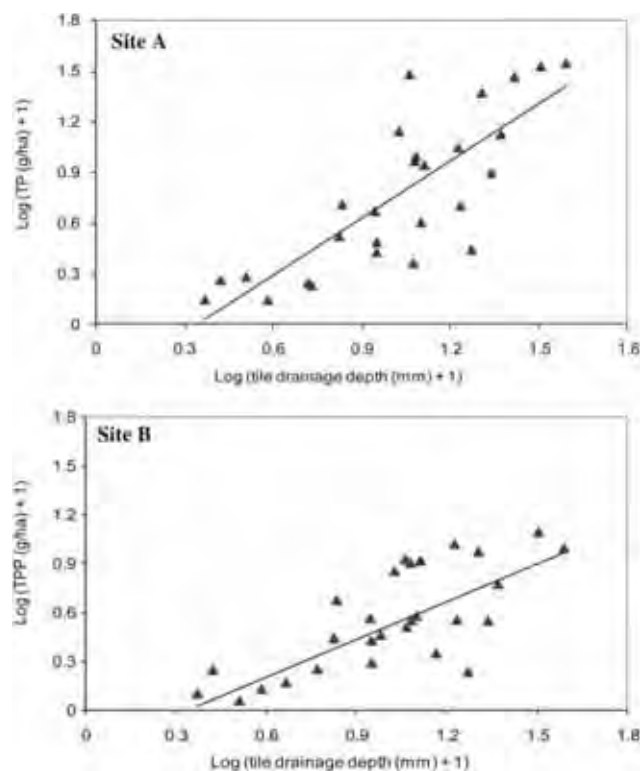 Site A
Log (TP (g/ha) + 1)
1.8
1.5
1.2
0.9
0.6
0.3
0
0 0.3 0.6 0.9 1.2 1.5 1.8
Log (tile drainage depth (mm) + 1)
Site B
Log (TPP (g/ha) + 1)
1.8
1.5
1.2
0.9
0.6
0.3
0
0 0.3 0.6 0.9 1.2 1.5 1.8
Log (tile drainage depth (mm) + 1)